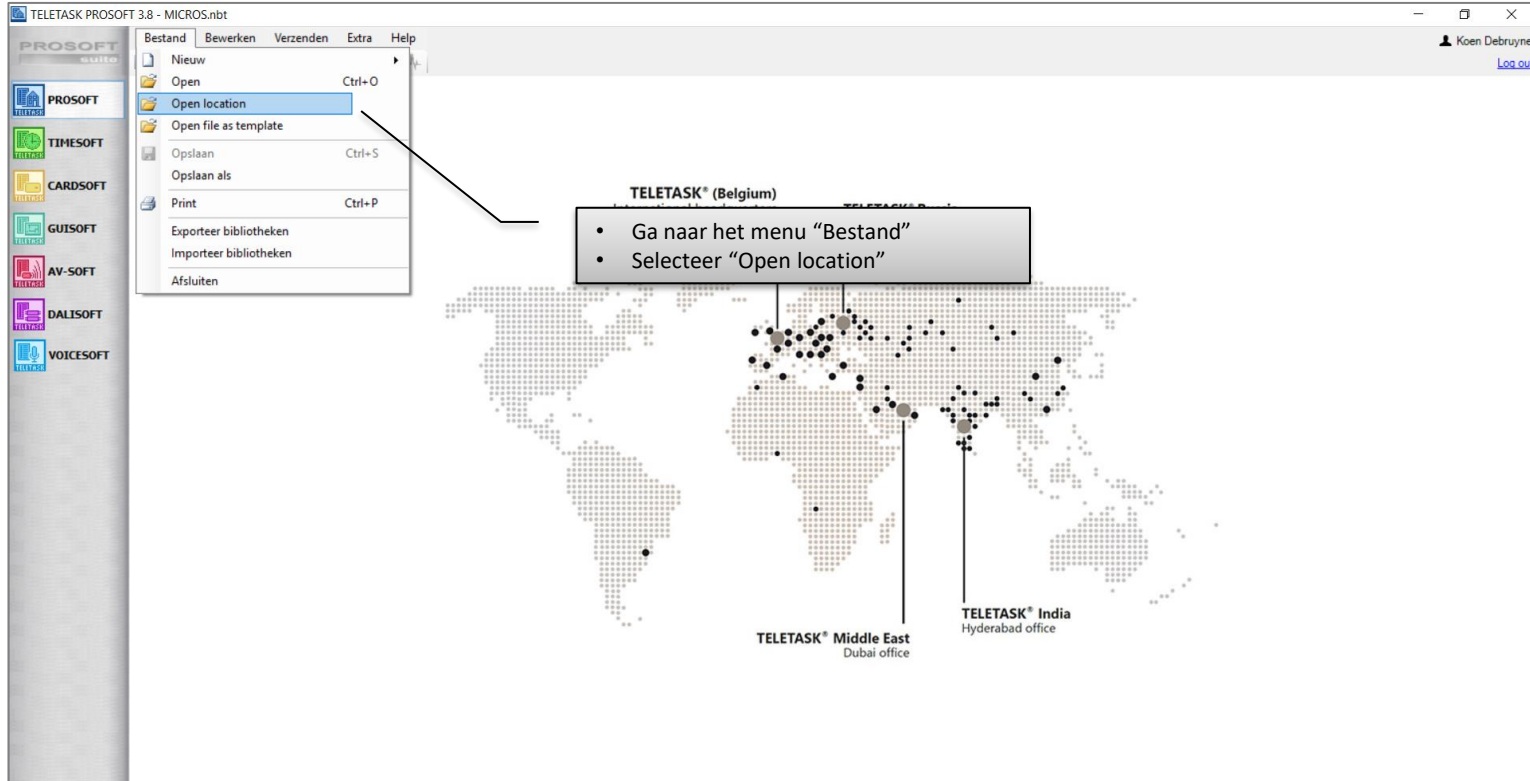 TELETASK PROSOFT 3.8 - MICROS.nbt
PROSOFT
suite
Bestand Bewerken Verzenden Extra Help
Koen Debruyne
Log ou
Nieuw
Open Ctrl+O
Open location
Open file as template
Opslaan Ctrl+S
Opslaan als
Print Ctrl+P
Exporteer bibliotheken
Importeer bibliotheken
Afsluiten
PROSOFT
TIMESOFT
CARDSOFT
GUISOFT
AV-SOFT
DALISOFT
VOICESOFT
TELETASK® (Belgium)
• Ga naar het menu “Bestand”
• Selecteer “Open location”
TELETASK® India
Hyderabad office
TELETASK® Middle East
Dubai office